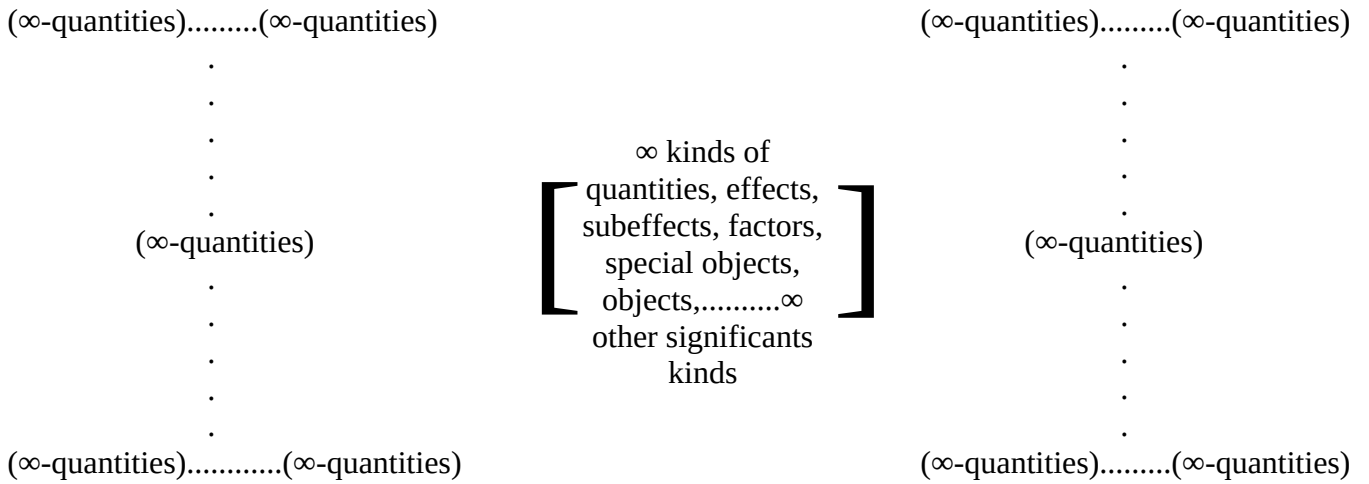 (∞-quantities).........(∞-quantities)
(∞-quantities).........(∞-quantities)
∞ kinds of
quantities, effects,
subeffects, factors,
special objects,
objects,..........∞
other significants
kinds
(∞-quantities)
(∞-quantities)
(∞-quantities)............(∞-quantities)
(∞-quantities).........(∞-quantities)